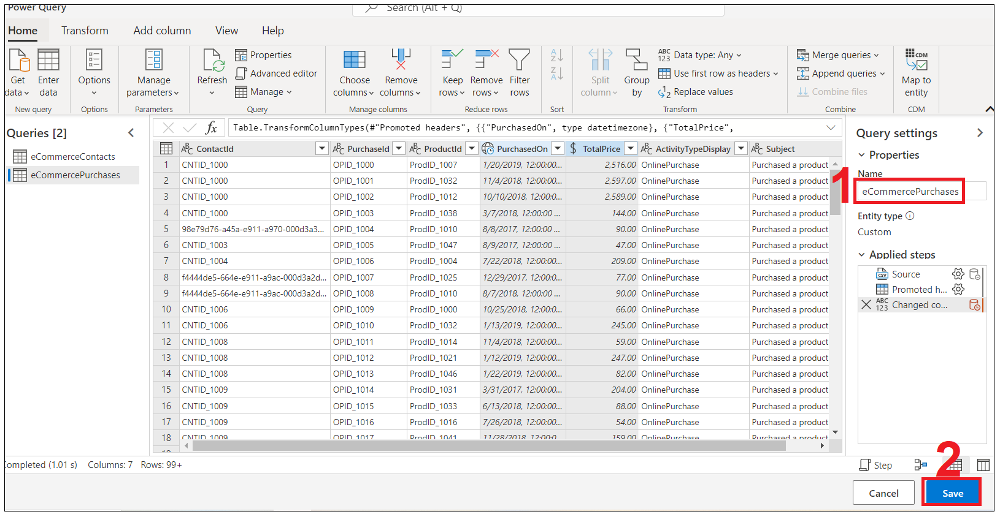 Power Query
Search (Alt + Q)
Home Transform Add column View Help
Get data
Enter data
Options
Manage parameters
Refresh
Properties
Advanced editor
Manage
Choose columns
Remove columns
Keep rows
Remove rows
Filter rows
Split column
Group by
Data type: Any
Use first row as headers
Replace values
Merge queries
Append queries
Combine files
CDM
Map to entity
New query Options Parameters Query Manage columns Reduce rows Sort Transform Combine CDM
Queries [2]
eCommerceContacts
eCommercePurchases
fx Table.TransformColumnTypes(#"Promoted headers", {{"PurchasedOn", type datetimezone}, {"TotalPrice",
ContactId PurchaseId ProductId PurchasedOn $ TotalPrice ActivityTypeDisplay Subject
1 CNTID_1000 OPID_1000 ProdID_1007 1/20/2019, 12:00:00... 2,516.00 OnlinePurchase Purchased a product
2 CNTID_1000 OPID_1001 ProdID_1032 11/4/2018, 12:00:00... 2,597.00 OnlinePurchase Purchased a product
3 CNTID_1000 OPID_1002 ProdID_1012 10/10/2018, 12:00:0... 2,589.00 OnlinePurchase Purchased a product
4 CNTID_1000 OPID_1003 ProdID_1038 3/7/2018, 12:00:00 ... 144.00 OnlinePurchase Purchased a product
5 98e79d76-a45a-e911-a970-000d3a3... OPID_1004 ProdID_1010 8/8/2017, 12:00:00 ... 90.00 OnlinePurchase Purchased a product
6 CNTID_1003 OPID_1005 ProdID_1047 8/9/2017, 12:00:00 ... 47.00 OnlinePurchase Purchased a product
7 CNTID_1004 OPID_1006 ProdID_1004 7/22/2018, 12:00:00... 209.00 OnlinePurchase Purchased a product
8 f4444de5-664e-e911-a9ac-000d3a2d... OPID_1007 ProdID_1025 12/29/2017, 12:00:0... 77.00 OnlinePurchase Purchased a product
9 f4444de5-664e-e911-a9ac-000d3a2d... OPID_1008 ProdID_1010 8/7/2018, 12:00:00 ... 90.00 OnlinePurchase Purchased a product
10 CNTID_1006 OPID_1009 ProdID_1000 10/25/2018, 12:00:0... 66.00 OnlinePurchase Purchased a product
11 CNTID_1006 OPID_1010 ProdID_1032 1/13/2019, 12:00:00... 245.00 OnlinePurchase Purchased a product
12 CNTID_1008 OPID_1011 ProdID_1014 11/4/2018, 12:00:00... 59.00 OnlinePurchase Purchased a product
13 CNTID_1008 OPID_1012 ProdID_1021 1/12/2019, 12:00:00... 247.00 OnlinePurchase Purchased a product
14 CNTID_1008 OPID_1013 ProdID_1046 1/22/2019, 12:00:00... 82.00 OnlinePurchase Purchased a product
15 CNTID_1009 OPID_1014 ProdID_1031 3/31/2017, 12:00:00... 204.00 OnlinePurchase Purchased a product
16 CNTID_1009 OPID_1015 ProdID_1033 6/13/2018, 12:00:00... 88.00 OnlinePurchase Purchased a product
17 CNTID_1009 OPID_1016 ProdID_1016 7/26/2018, 12:00:00... 54.00 OnlinePurchase Purchased a product
18 CNTID_1009 OPID_1017 ProdID_1041 11/28/2018, 12:00:0 159.00 OnlinePurchase Purchased a product
Query settings
Properties
Name
1
eCommercePurchases
Entity type
Custom
Applied steps
Source
Promoted h...
Changed co...
Completed (1.01 s) Columns: 7 Rows: 99+
Step
2
Cancel
Save